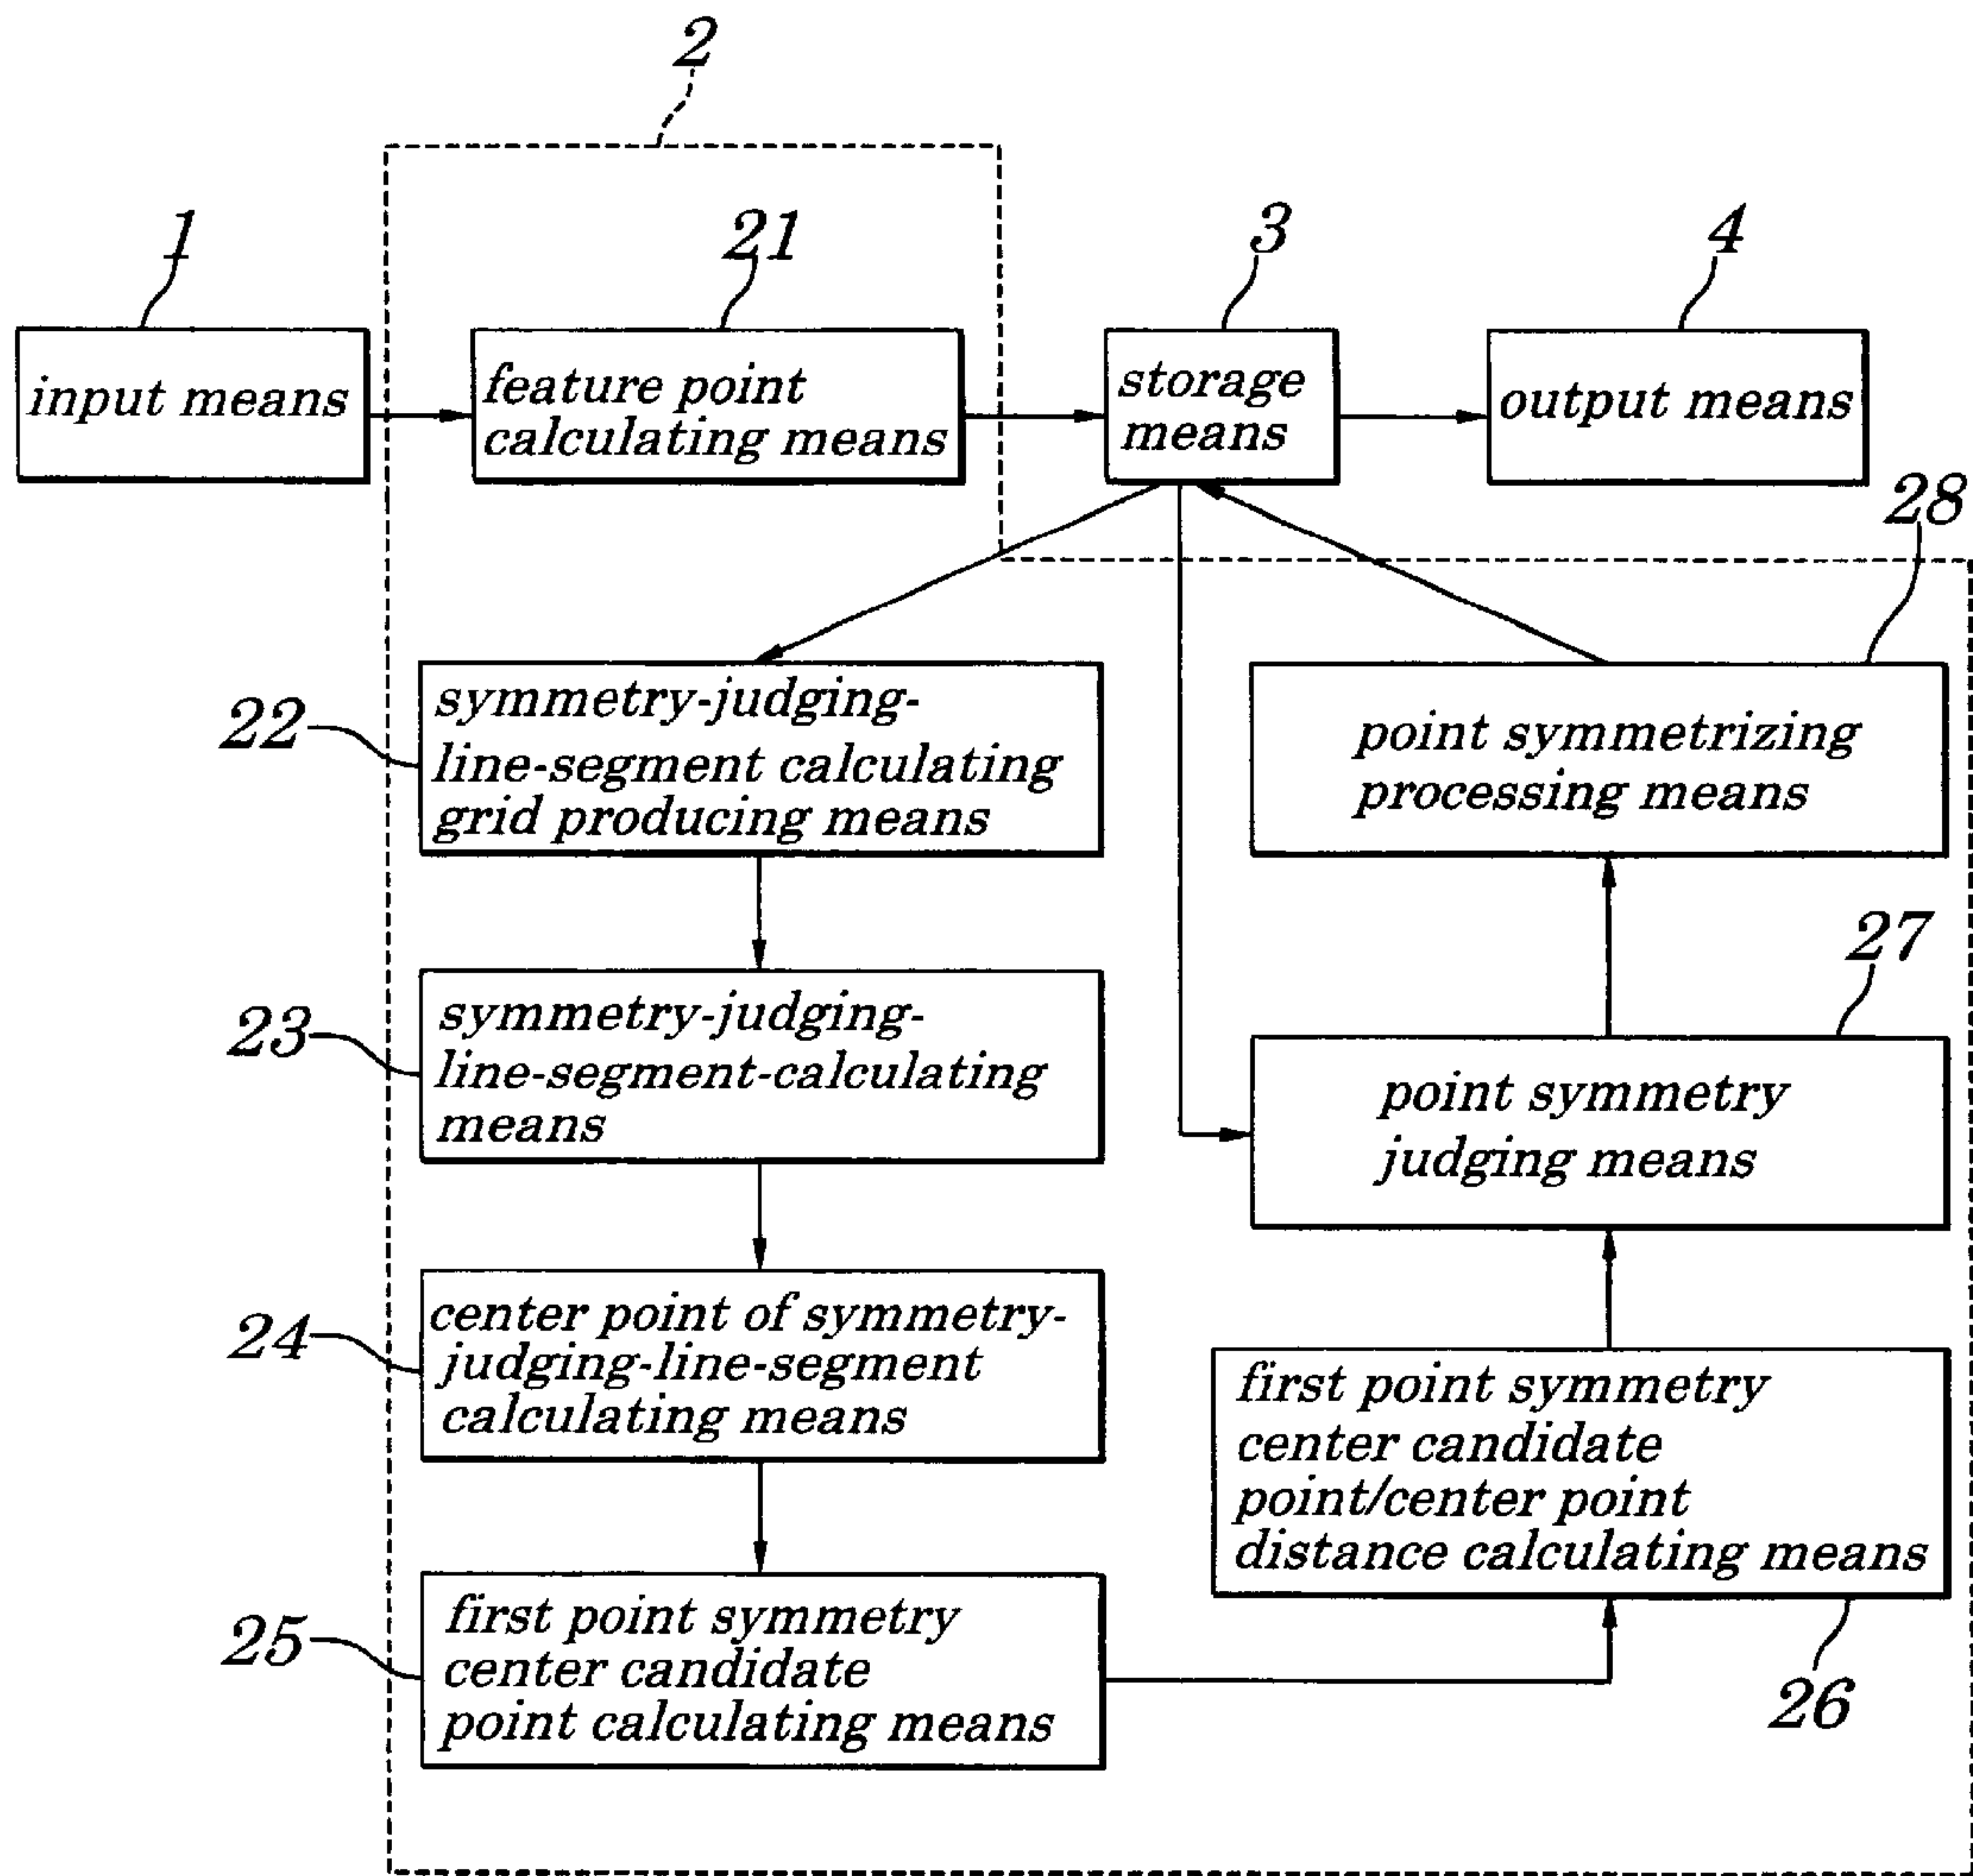 2
1
21
3
4
input means
feature point
calculating means
storage
means
output means
28
22
symmetry-judging-
line-segment calculating
grid producing means
point symmetrizing
processing means
27
23
symmetry-judging-
line-segment-calculating
means
point symmetry
judging means
24
center point of symmetry-
judging-line-segment
calculating means
first point symmetry
center candidate
point/center point
distance calculating means
25
first point symmetry
center candidate
point calculating means
26